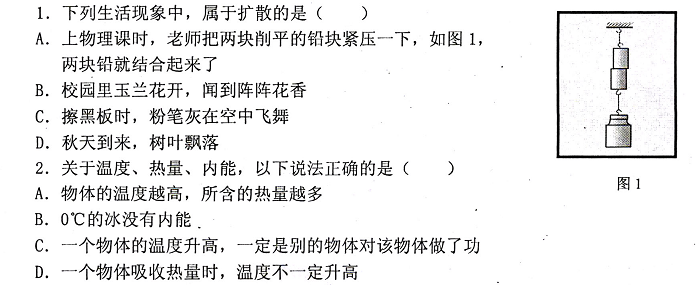 1. 下列生活现象中，属于扩散的是（　　）
A. 上物理课时，老师把两块削平的铅块紧压一下，如图1，
两块铅就结合起来了
B. 校园里玉兰花开，闻到阵阵花香
C. 擦黑板时，粉笔灰在空中飞舞
D. 秋天到来，树叶飘落
图1
2. 关于温度、热量、内能，以下说法正确的是（　　）
A. 物体的温度越高，所含的热量越多
B. 0℃的冰没有内能
C. 一个物体的温度升高，一定是别的物体对该物体做了功
D. 一个物体吸收热量时，温度不一定升高